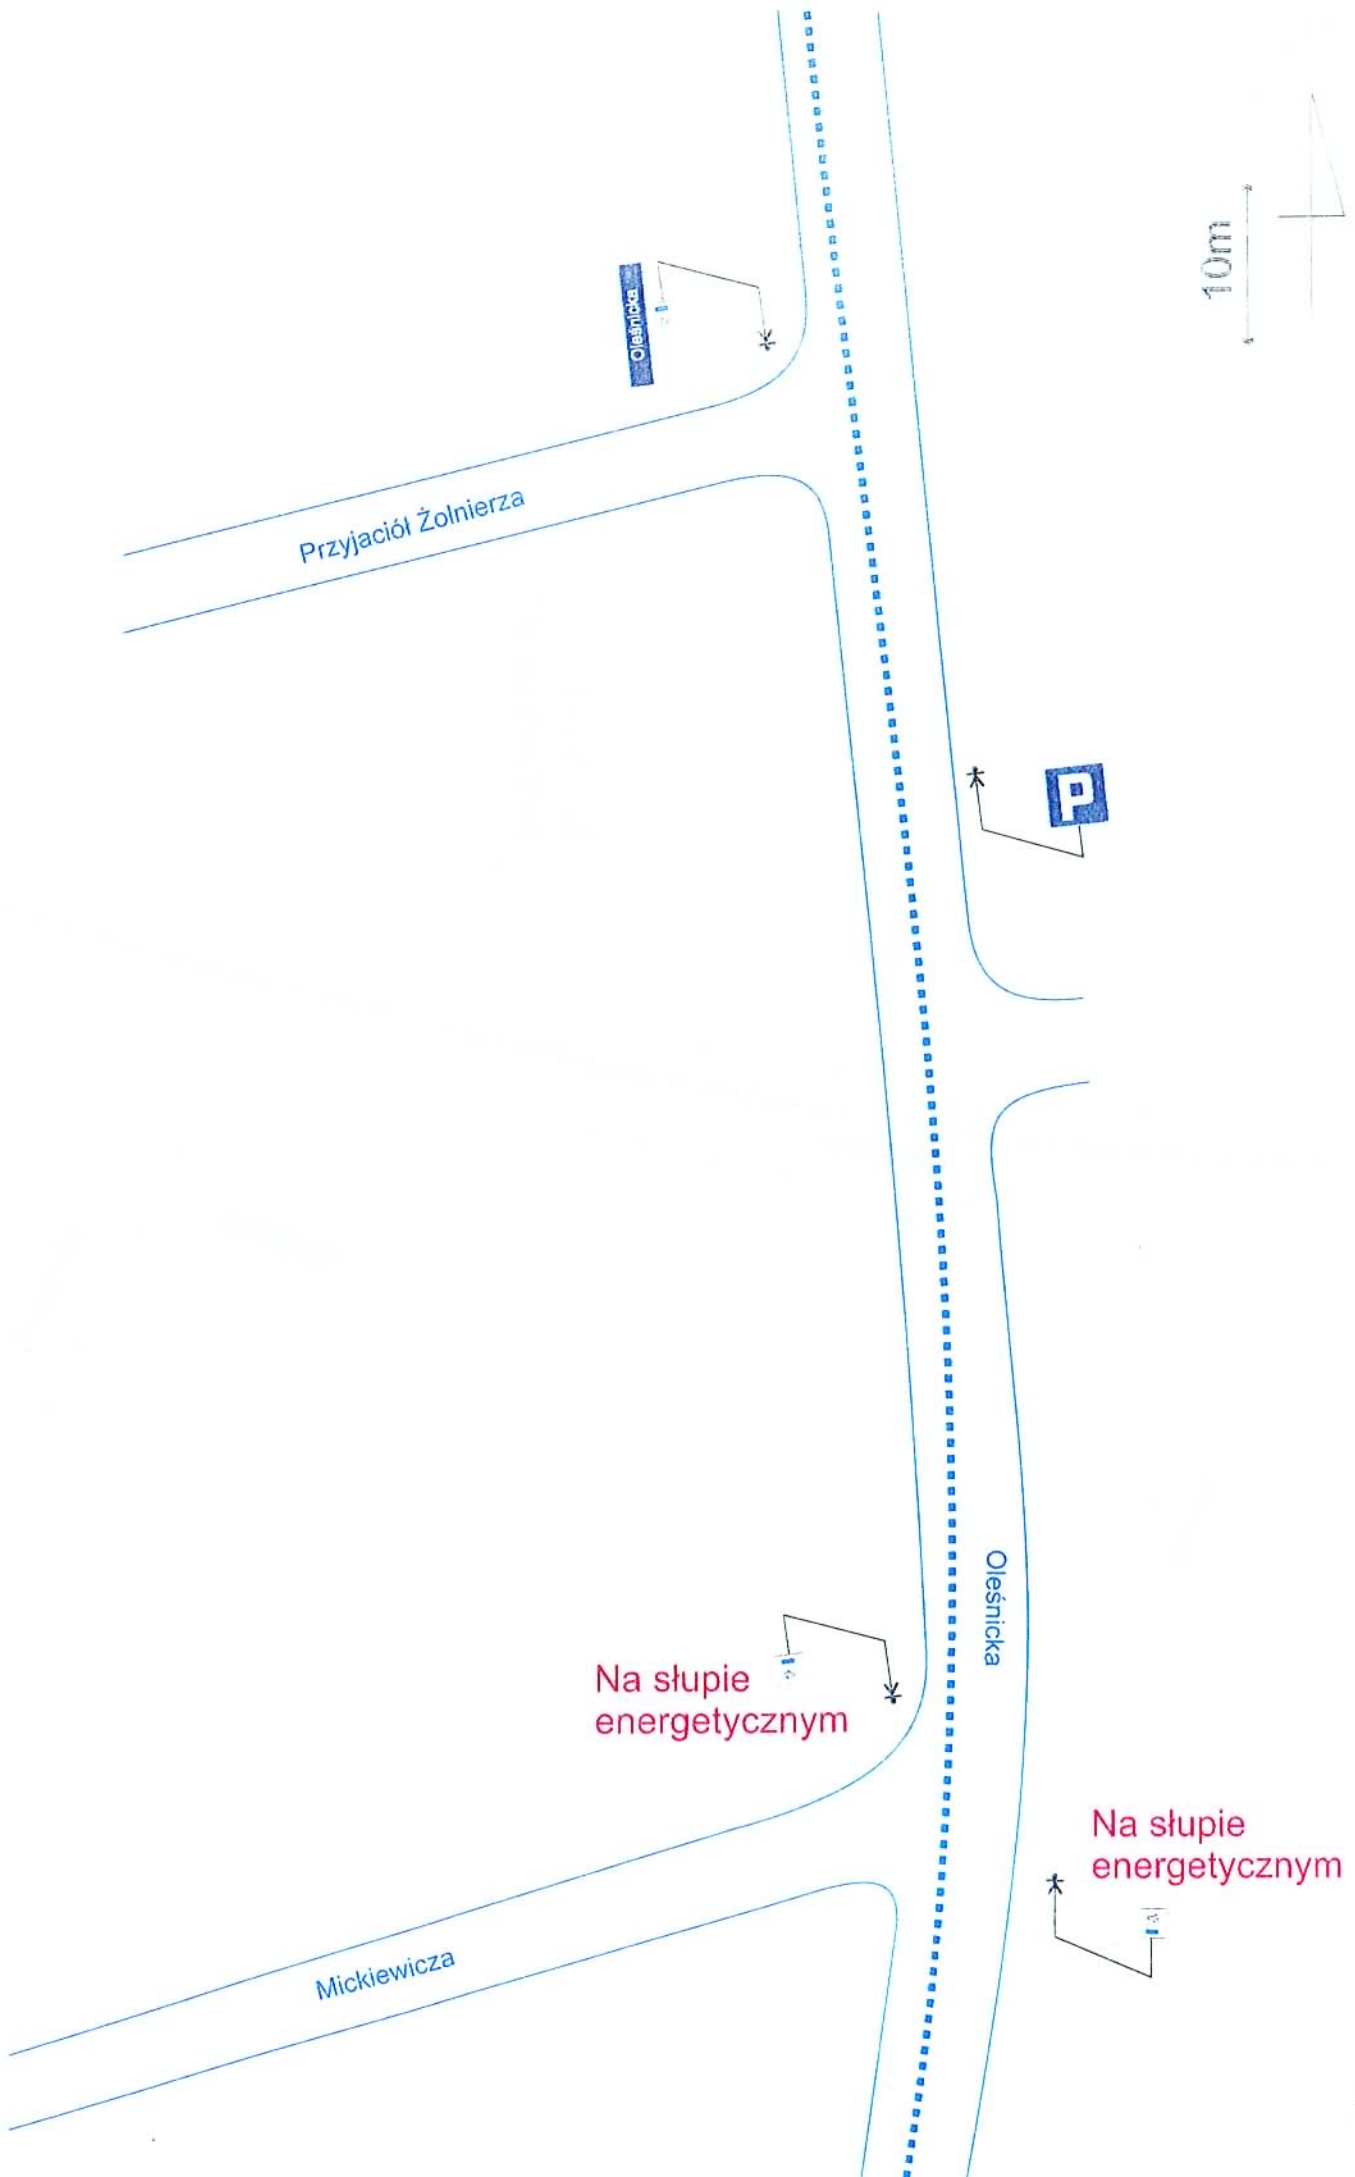 10m
Oleśnicka
Przyjaciół Żolnierza
P
Oleśnicka
Na słupie
energetycznym
Na słupie
energetycznym
Mickiewicza